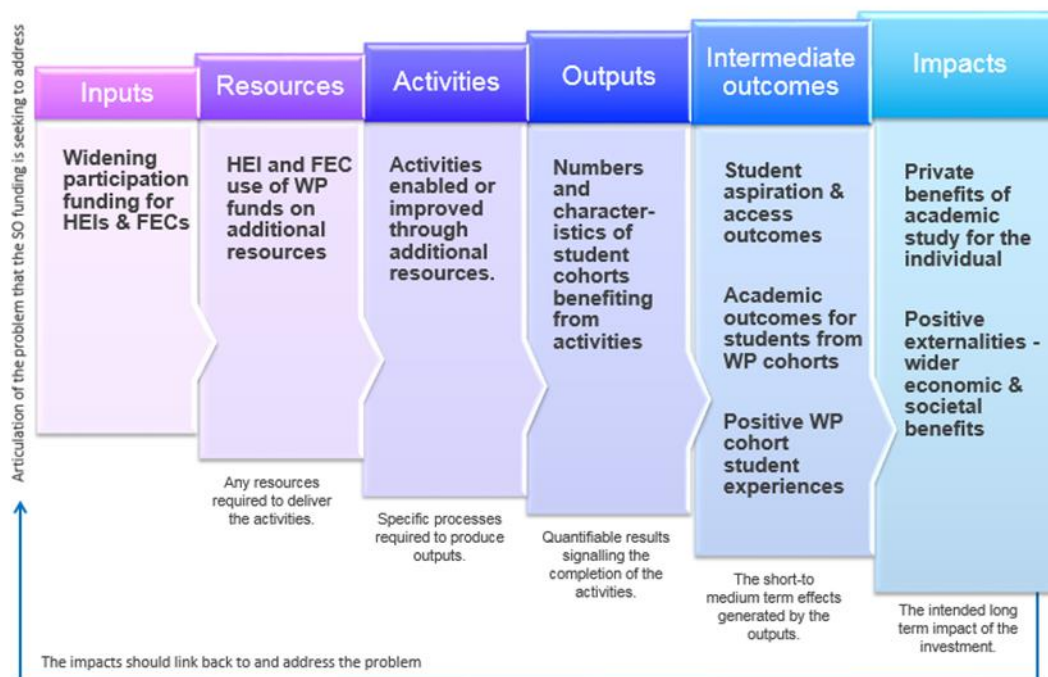 Articulation of the problem that the SO funding is seeking to address
Inputs
Widening
participation
funding for
HEIs & FECs
Resources
HEI and FEC
use of WP
funds on
additional
resources
Any resources
required to deliver
the activities.
Activities
Activities
enabled or
improved
through
additional
resources.
Specific processes
required to produce
outputs.
Outputs
Numbers
and
character-
istics of
student
cohorts
benefiting
from
activities
Quantifiable results
signalling the
completion of the
activities.
Intermediate
outcomes
Student
aspiration &
access
outcomes
Academic
outcomes for
students from
WP cohorts
Positive WP
cohort
student
experiences
The short-to
medium term effects
generated by the
outputs.
Impacts
Private
benefits of
academic
study for the
individual
Positive
externalities -
wider
economic &
societal
benefits
The intended long
term impact of the
investment.
The impacts should link back to and address the problem